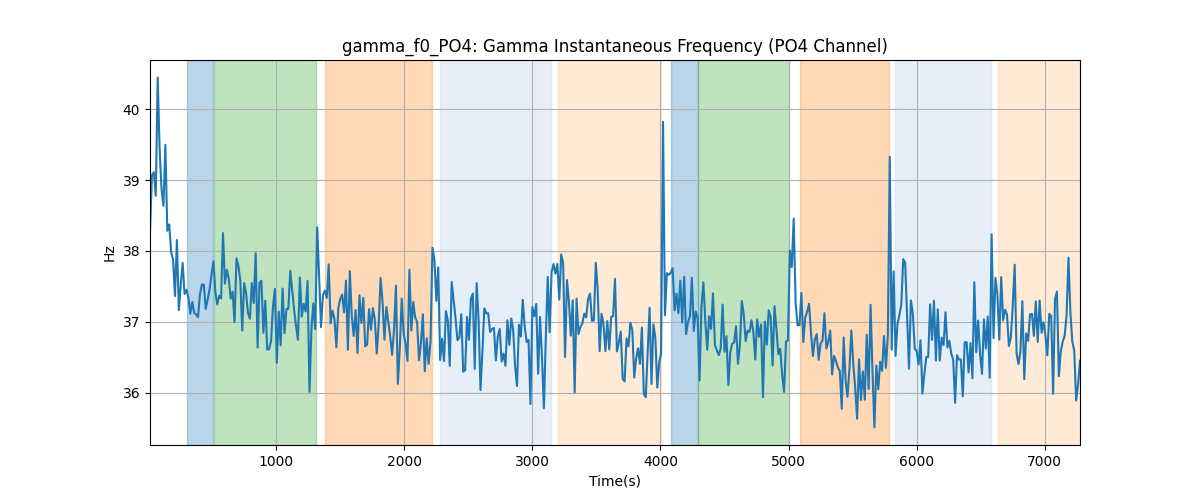 gamma_f0_PO4: Gamma Instantaneous Frequency (PO4 Channel)
Hz
40
39
38
37
36
1000 2000 3000 4000 5000 6000 7000
Time(s)